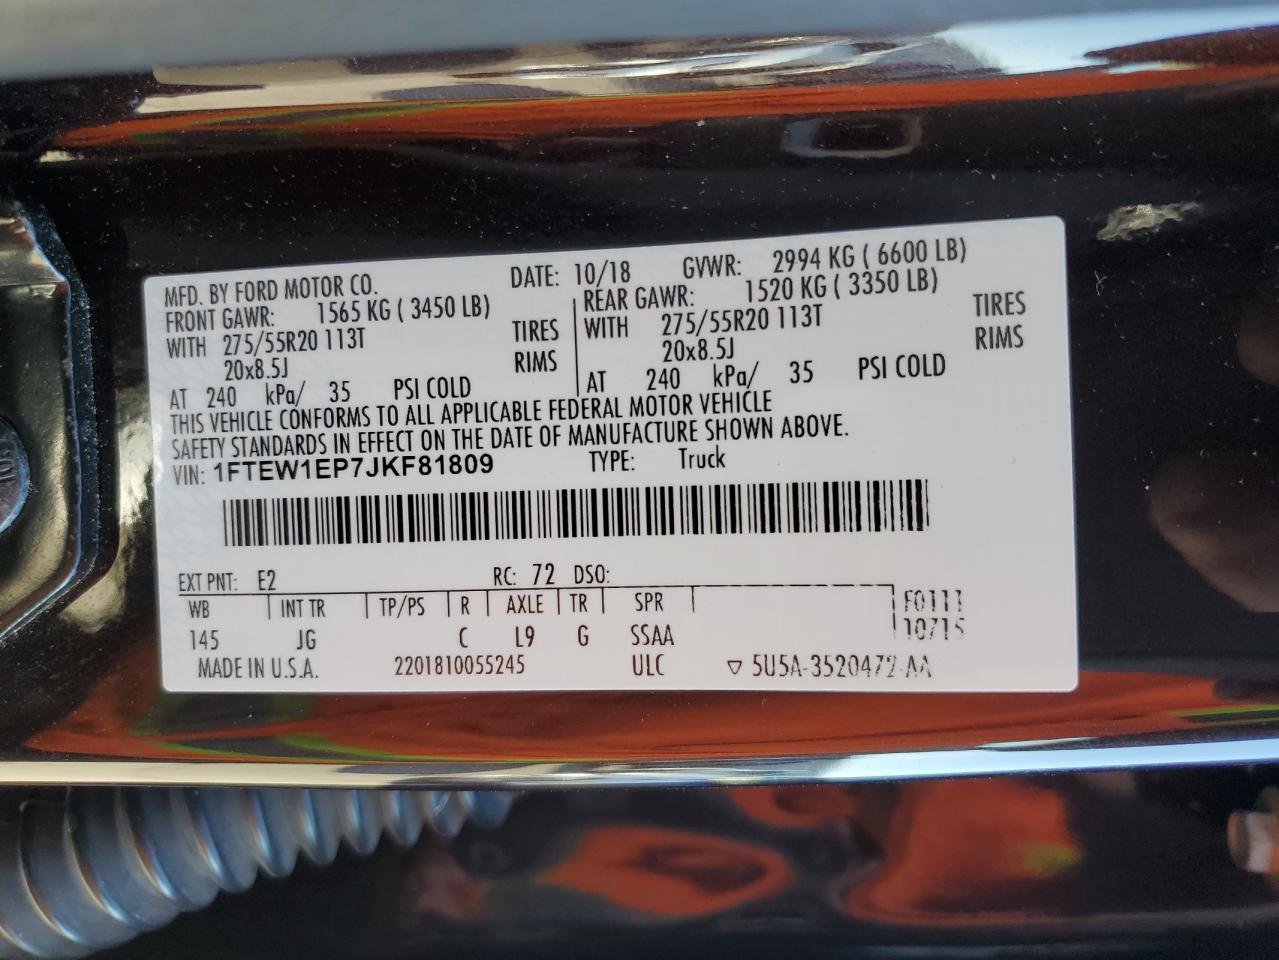 MFD. BY FORD MOTOR CO. DATE: 10/18 GVWR: 2994 KG ( 6600 LB)
FRONT GAWR: 1565 KG ( 3450 LB) REAR GAWR: 1520 KG ( 3350 LB)
WITH 275/55R20 113T TIRES WITH 275/55R20 113T TIRES
20x8.5J RIMS 20x8.5J RIMS
AT 240 kPa/ 35 PSI COLD AT 240 kPa/ 35 PSI COLD
THIS VEHICLE CONFORMS TO ALL APPLICABLE FEDERAL MOTOR VEHICLE
SAFETY STANDARDS IN EFFECT ON THE DATE OF MANUFACTURE SHOWN ABOVE.
VIN: 1FTEW1EP7JKF81809 TYPE: Truck
EXT PNT: E2 RC: 72 DSO:
WB INT TR TP/PS R AXLE TR SPR F0111
145 JG C L9 G SSAA 10715
MADE IN U.S.A. 2201810055245 ULC ▽ 5U5A-3520472-AA